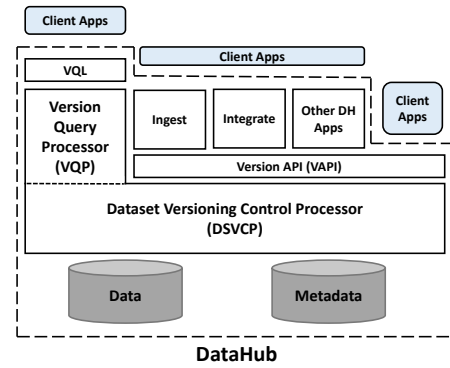 Client Apps
Client Apps
VQL
Client
Apps
Version
Query
Processor
(VQP)
Ingest
Integrate
Other DH
Apps
Version API (VAPI)
Dataset Versioning Control Processor
(DSVCP)
Data
Metadata
DataHub